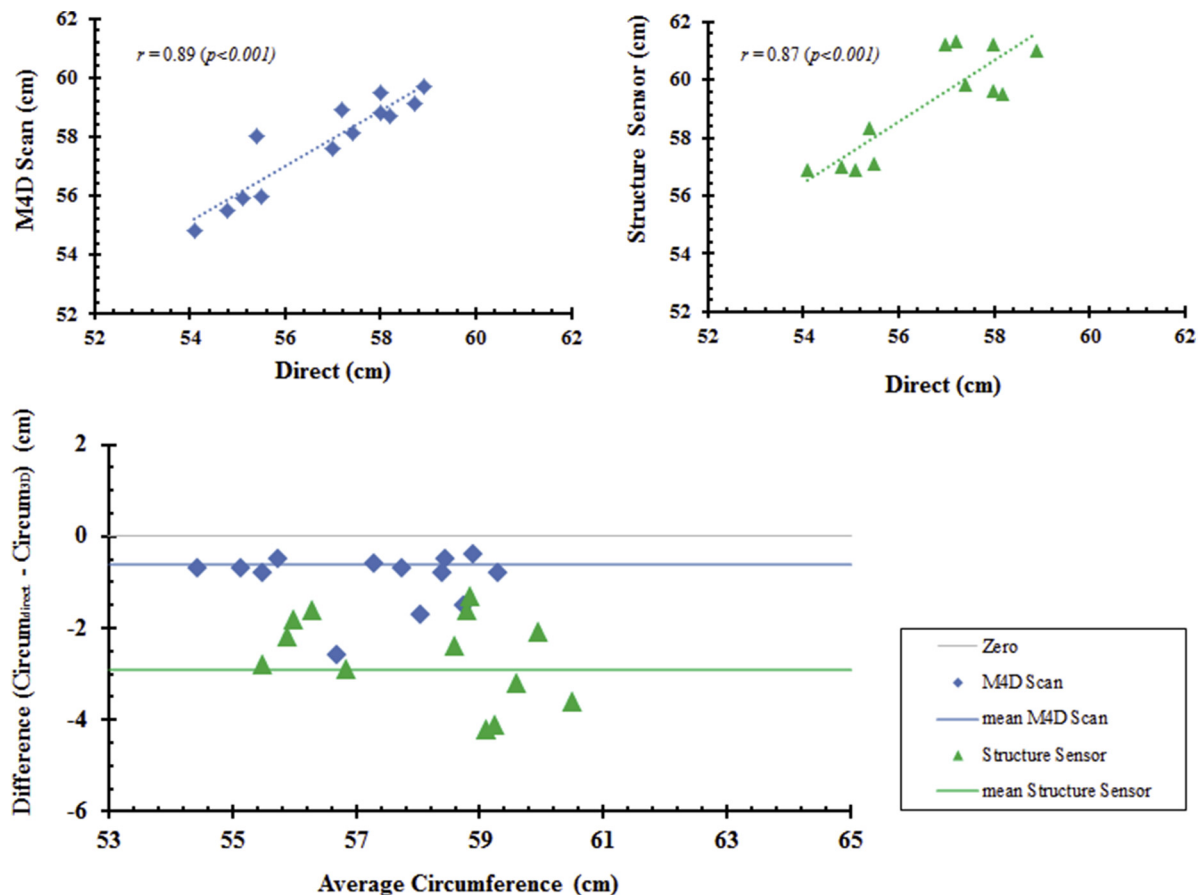 62
60
58
56
54
52
M4D Scan (cm)
r = 0.89 (p<0.001)
52 54 56 58 60 62
Direct (cm)
62
60
58
56
54
52
Structure Sensor (cm)
r = 0.87 (p<0.001)
52 54 56 58 60 62
Direct (cm)
2
0
-2
-4
-6
Difference (Circumdirect - Circum3D) (cm)
53 55 57 59 61 63 65
Average Circumference (cm)
Zero
M4D Scan
mean M4D Scan
Structure Sensor
mean Structure Sensor